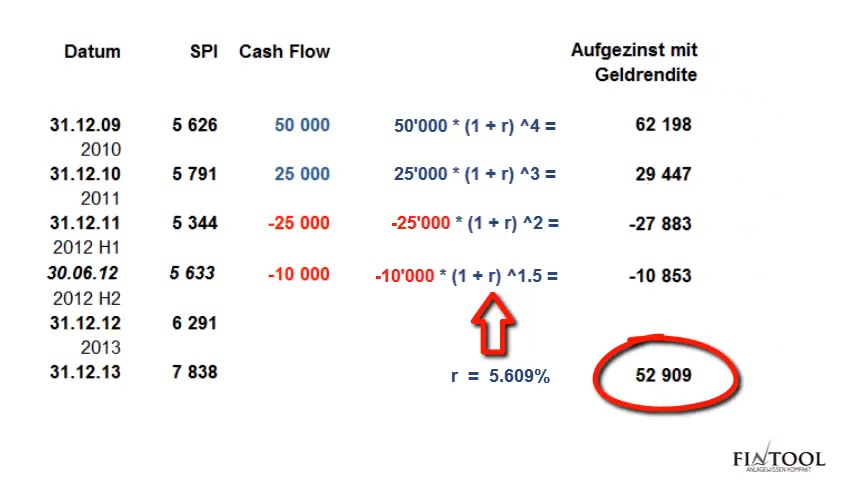 Datum SPI Cash Flow Aufgezinst mit
Geldrendite
31.12.09 5 626 50 000 50'000 * (1 + r) ^4 = 62 198
2010
31.12.10 5 791 25 000 25'000 * (1 + r) ^3 = 29 447
2011
31.12.11 5 344 -25 000 -25'000 * (1 + r) ^2 = -27 883
2012 H1
30.06.12 5 633 -10 000 -10'000 * (1 + r) ^1.5 = -10 853
2012 H2
31.12.12 6 291
2013
31.12.13 7 838 r = 5.609% 52 909
FINTOOL
ANLAGEWISSEN KOMPAKT